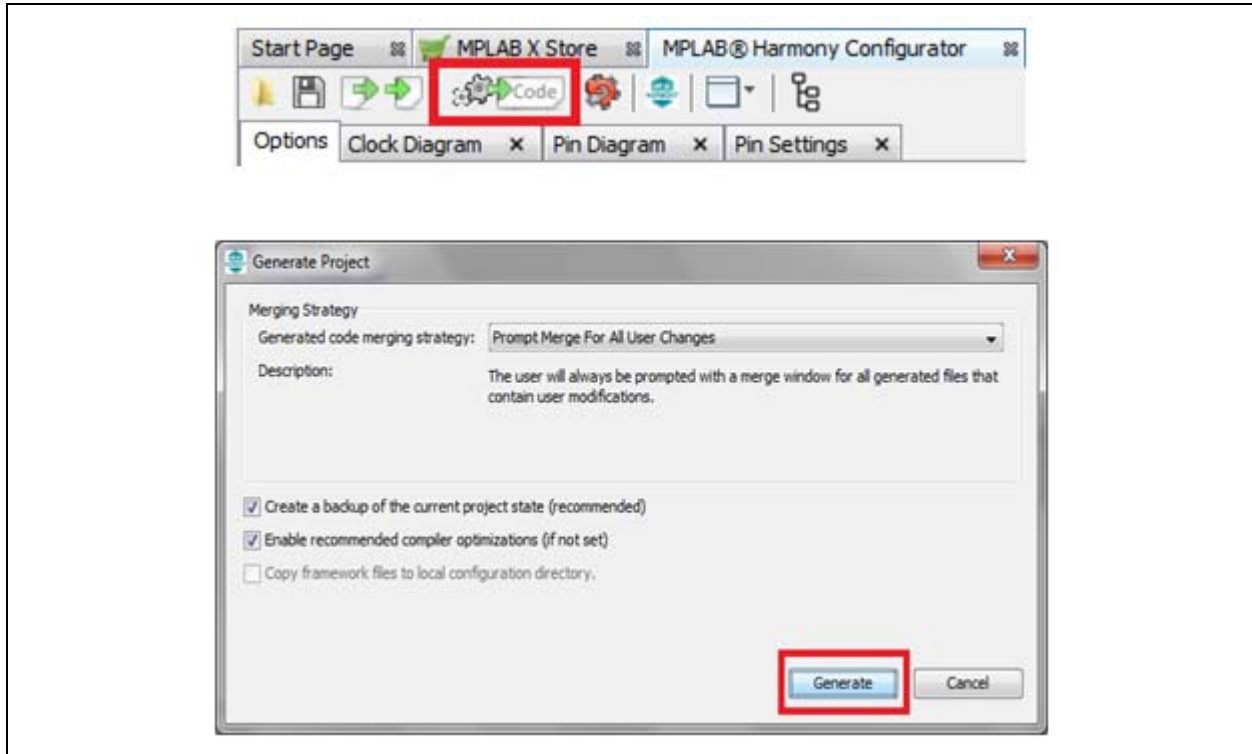 Start Page MPLAB X Store MPLAB® Harmony Configurator
Code
Options Clock Diagram Pin Diagram Pin Settings
Generate Project
Merging Strategy
Generated code merging strategy: Prompt Merge For All User Changes
Description: The user will always be prompted with a merge window for all generated files that
contain user modifications.
Create a backup of the current project state (recommended)
Enable recommended compiler optimizations (if not set)
Copy framework files to local configuration directory.
Generate Cancel